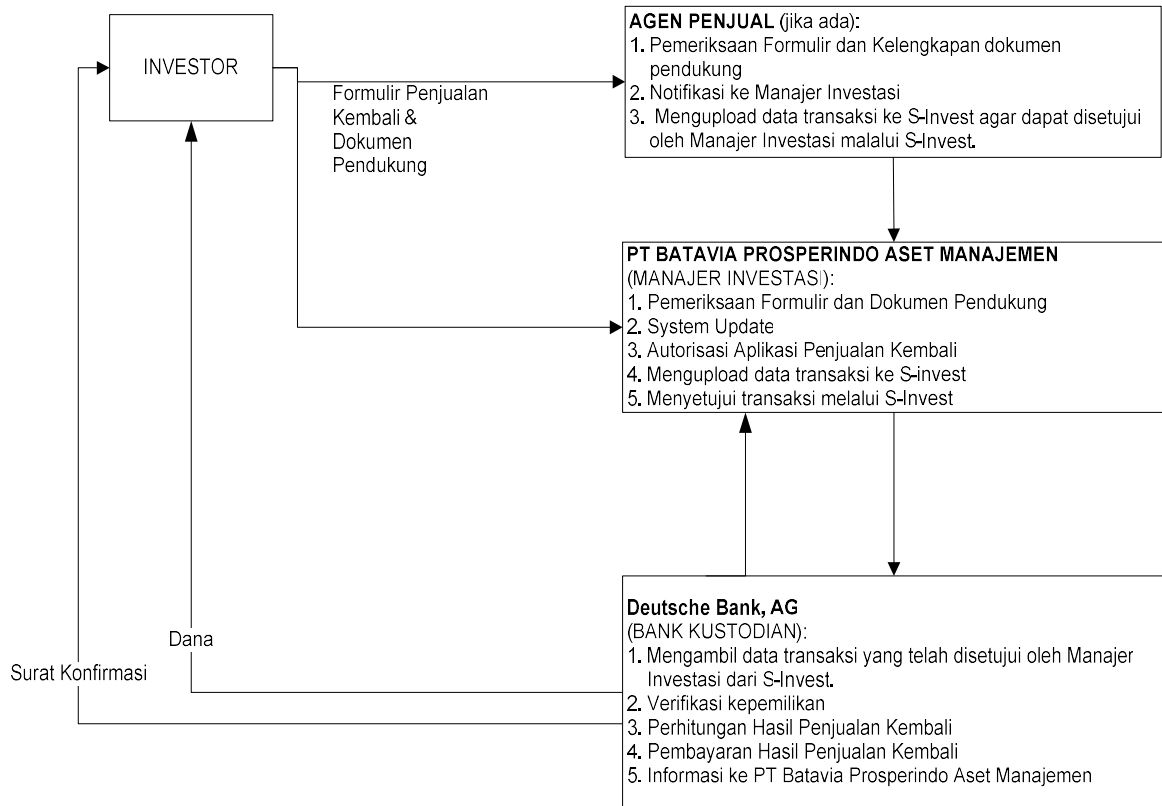 INVESTOR
Formulir Penjualan
Kembali &
Dokumen
Pendukung
AGEN PENJUAL (jika ada):
1. Pemeriksaan Formulir dan Kelengkapan dokumen
pendukung
2. Notifikasi ke Manajer Investasi
3. Mengupload data transaksi ke S-Invest agar dapat disetujui
oleh Manajer Investasi malalui S-Invest.
PT BATAVIA PROSPERINDO ASET MANAJEMEN
(MANAJER INVESTASI):
1. Pemeriksaan Formulir dan Dokumen Pendukung
2. System Update
3. Autorisasi Aplikasi Penjualan Kembali
4. Mengupload data transaksi ke S-invest
5. Menyetujui transaksi melalui S-Invest
Deutsche Bank, AG
(BANK KUSTODIAN):
1. Mengambil data transaksi yang telah disetujui oleh Manajer
Investasi dari S-Invest.
2. Verifikasi kepemilikan
3. Perhitungan Hasil Penjualan Kembali
4. Pembayaran Hasil Penjualan Kembali
5. Informasi ke PT Batavia Prosperindo Aset Manajemen
Dana
Surat Konfirmasi